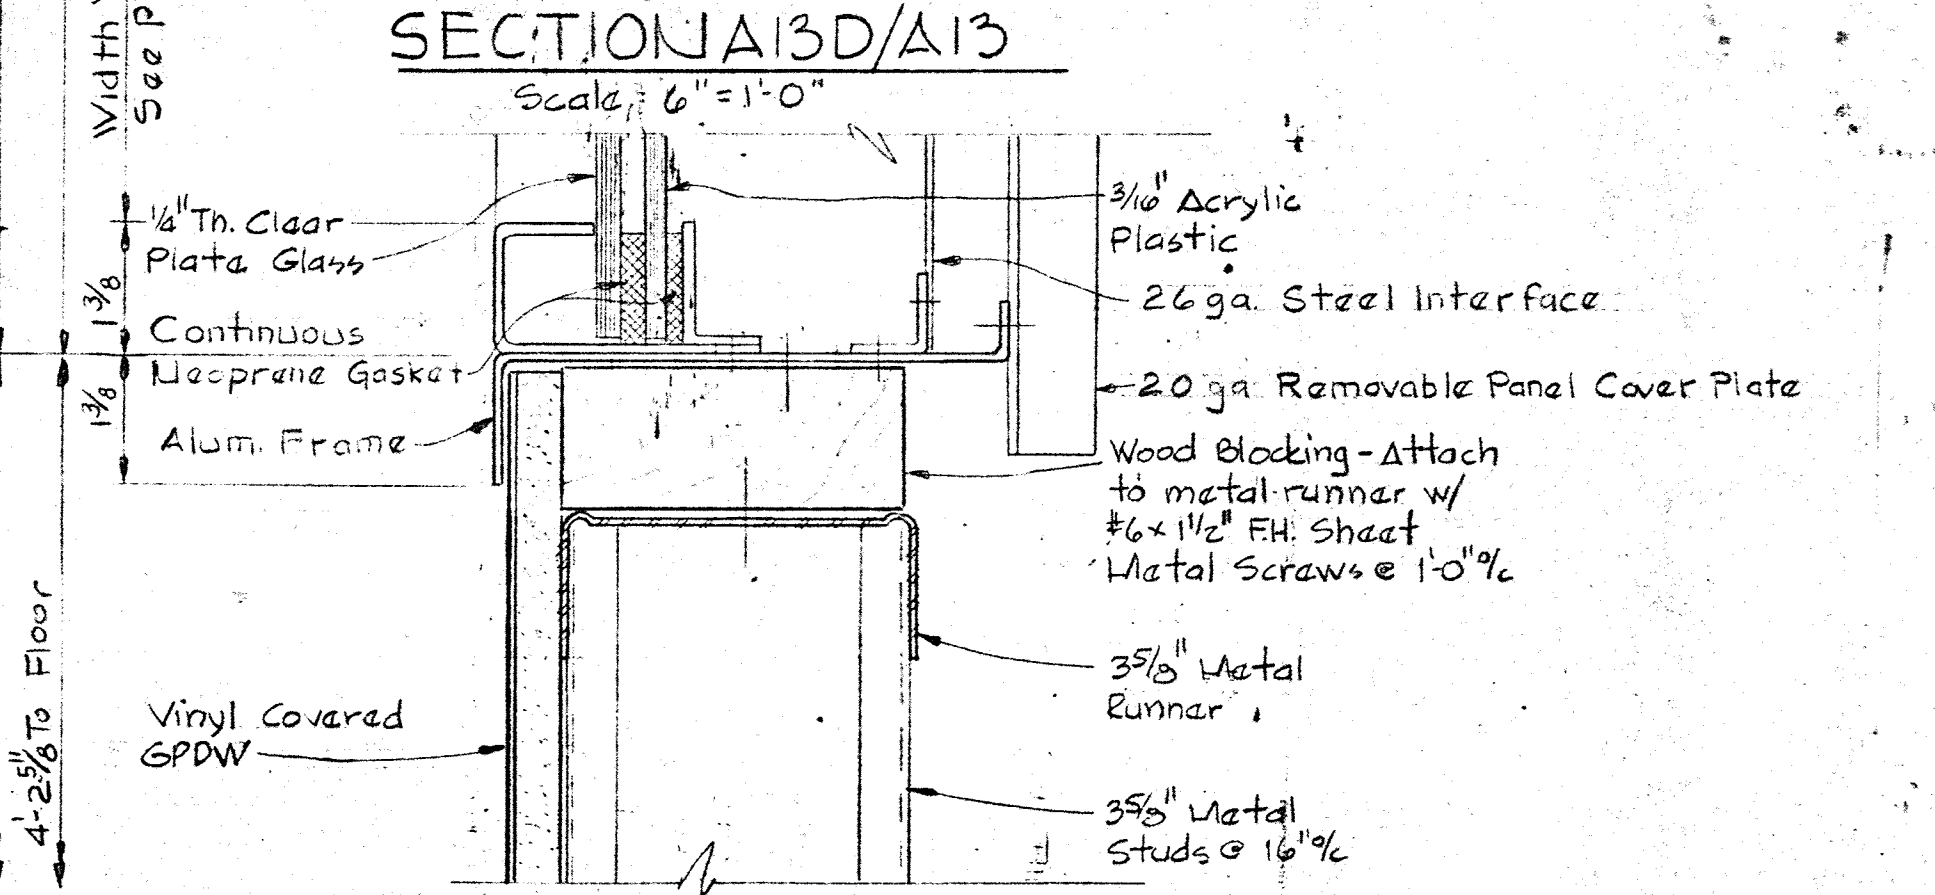 SECTION A13D/A13
Scale: 6"=1'-0"
Width
See P
1/4" Th. Clear
Plate Glass
1 3/8
Continuous
Neoprene Gasket
1 3/8
Alum. Frame
4'-2 5/8" To Floor
Vinyl Covered
GPDW
3/16" Acrylic
Plastic
26 ga. Steel Interface
20 ga Removable Panel Cover Plate
Wood Blocking - Attach
to metal runner w/
#6 x 1 1/2" F.H. Sheet
Metal Screws @ 1'-0" o/c
3 5/8" Metal
Runner
3 5/8" Metal
Studs @ 16" o/c